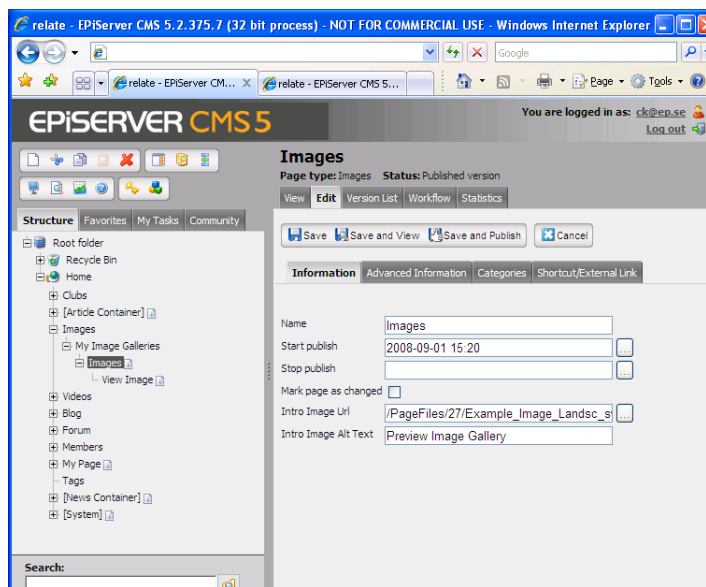 relate - EPiServer CMS 5.2.375.7 (32 bit process) - NOT FOR COMMERCIAL USE - Windows Internet Explorer
Google
relate - EPiServer CM... X
relate - EPiServer CMS 5...
Page
Tools
EPiSERVER CMS 5
You are logged in as: ck@ep.se
Log out
Structure Favorites My Tasks Community
Root folder
Recycle Bin
Home
Clubs
[Article Container]
Images
My Image Galleries
Images
View Image
Videos
Blog
Forum
Members
My Page
Tags
[News Container]
[System]
Search:
Images
Page type: Images Status: Published version
View Edit Version List Workflow Statistics
Save Save and View Save and Publish Cancel
Information Advanced Information Categories Shortcut/External Link
Name Images
Start publish 2008-09-01 15:20 ...
Stop publish ...
Mark page as changed
Intro Image Url /PageFiles/27/Example_Image_Landsc_s ...
Intro Image Alt Text Preview Image Gallery